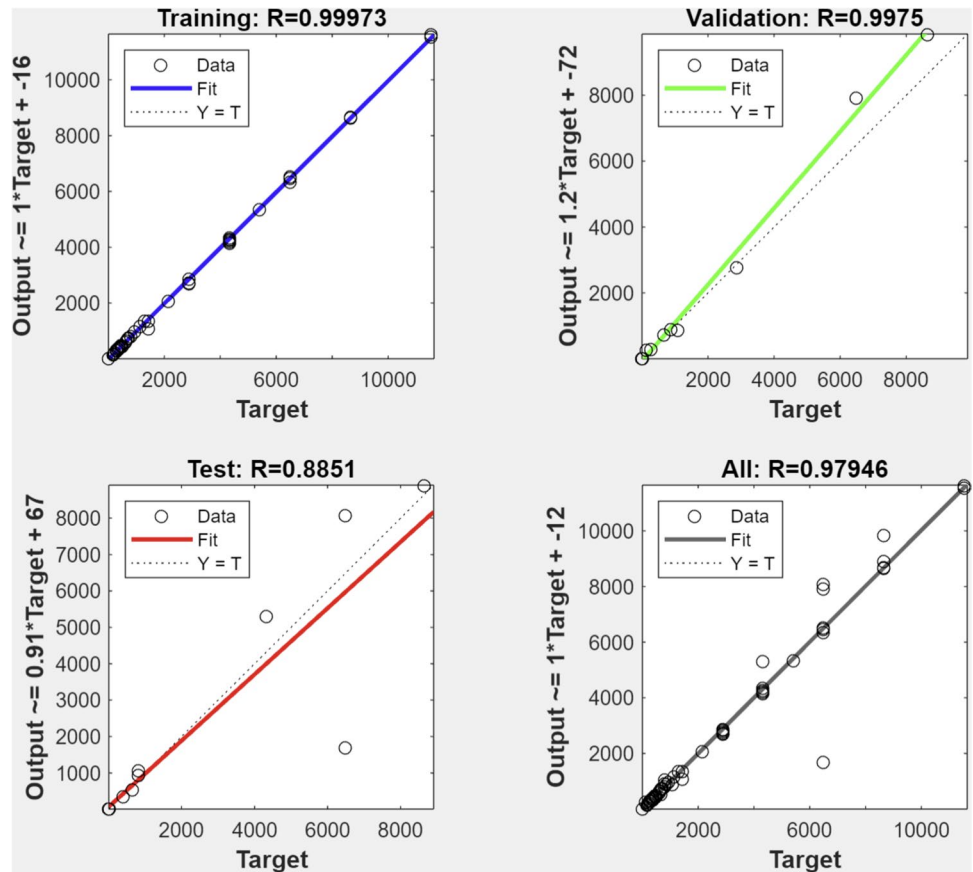 Training: R=0.99973
Output ~= 1*Target + -16
Data
Fit
Y = T
10000
8000
6000
4000
2000
2000 6000 10000
Target
Validation: R=0.9975
Output ~= 1.2*Target + -72
Data
Fit
Y = T
8000
6000
4000
2000
2000 4000 6000 8000
Target
Test: R=0.8851
Output ~= 0.91*Target + 67
Data
Fit
Y = T
8000
7000
6000
5000
4000
3000
2000
1000
2000 4000 6000 8000
Target
All: R=0.97946
Output ~= 1*Target + -12
Data
Fit
Y = T
10000
8000
6000
4000
2000
2000 6000 10000
Target